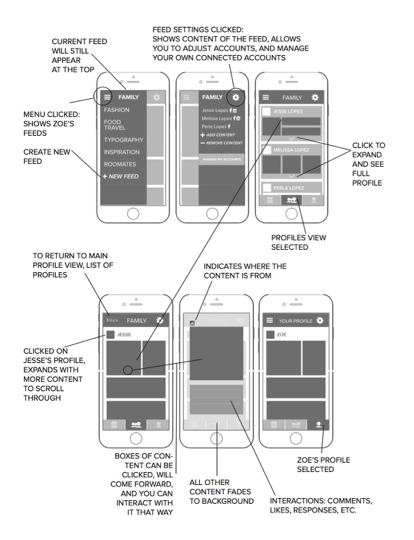 FEED SETTINGS CLICKED:
SHOWS CONTENT OF THE FEED, ALLOWS
YOU TO ADJUST ACCOUNTS, AND MANAGE
YOUR OWN CONNECTED ACCOUNTS
CURRENT FEED
WILL STILL
APPEAR
AT THE TOP
MENU CLICKED:
SHOWS ZOE'S
FEEDS
CREATE NEW
FEED
FAMILY
FASHION
FOOD
TRAVEL
TYPOGRAPHY
INSPIRATION
ROOMATES
+ NEW FEED
FAMILY
Jesse Lopez
Melissa Lopez
Perla Lopez
+ ADD CONTENT
— REMOVE CONTENT
MANAGE MY ACCOUNTS
FAMILY
JESSE LOPEZ
MELISSA LOPEZ
PERLA LOPEZ
CLICK TO
EXPAND
AND SEE
FULL
PROFILE
PROFILES VIEW
SELECTED
TO RETURN TO MAIN
PROFILE VIEW, LIST OF
PROFILES
INDICATES WHERE THE
CONTENT IS FROM
FAMILY
JESSE
YOUR PROFILE
ZOE
CLICKED ON
JESSE'S PROFILE,
EXPANDS WITH
MORE CONTENT
TO SCROLL
THROUGH
BOXES OF CON-
TENT CAN BE
CLICKED, WILL
COME FORWARD,
AND YOU CAN
INTERACT WITH
IT THAT WAY
ALL OTHER
CONTENT FADES
TO BACKGROUND
ZOE'S PROFILE
SELECTED
INTERACTIONS: COMMENTS,
LIKES, RESPONSES, ETC.